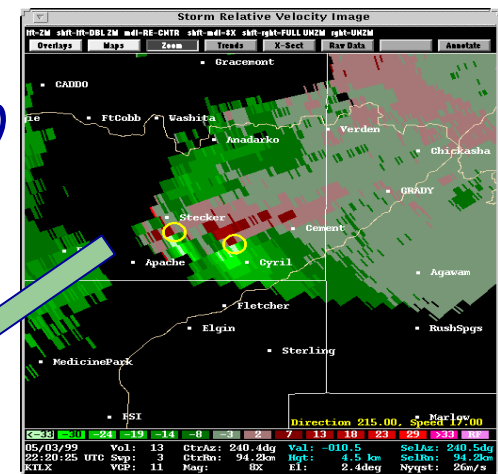 Storm Relative Velocity Image
lft-ZM shft-lft-DBL ZM mdl-RE-CNTR shft-mdl-8X shft-rght-FULL UNZM rght-UNZM
Overlays Maps Zoom Trends X-Sect Raw Data Annotate
Gracemont
CADDO
FtCobb Washita
Verden
Anadarko
Chickasha
GRADY
Stecker
Cement
Apache Cyril
Agawam
Fletcher
Elgin RushSpgs
Sterling
MedicinePark
FSI Marlow
Direction 215.00, Speed 17.00
<-33 -30 -24 -19 -14 -8 -3 2 7 13 18 23 29 >33 RF
05/03/99 Vol: 13 CtrAz: 240.4dg Val: -010.5 SelAz: 240.5dg
22:20:25 UTC Swp: 3 CtrRn: 94.2km Hgt: 4.5 km SelRn: 94.2km
KTLX VCP: 11 Mag: 8X El: 2.4deg Nyqst: 26m/s